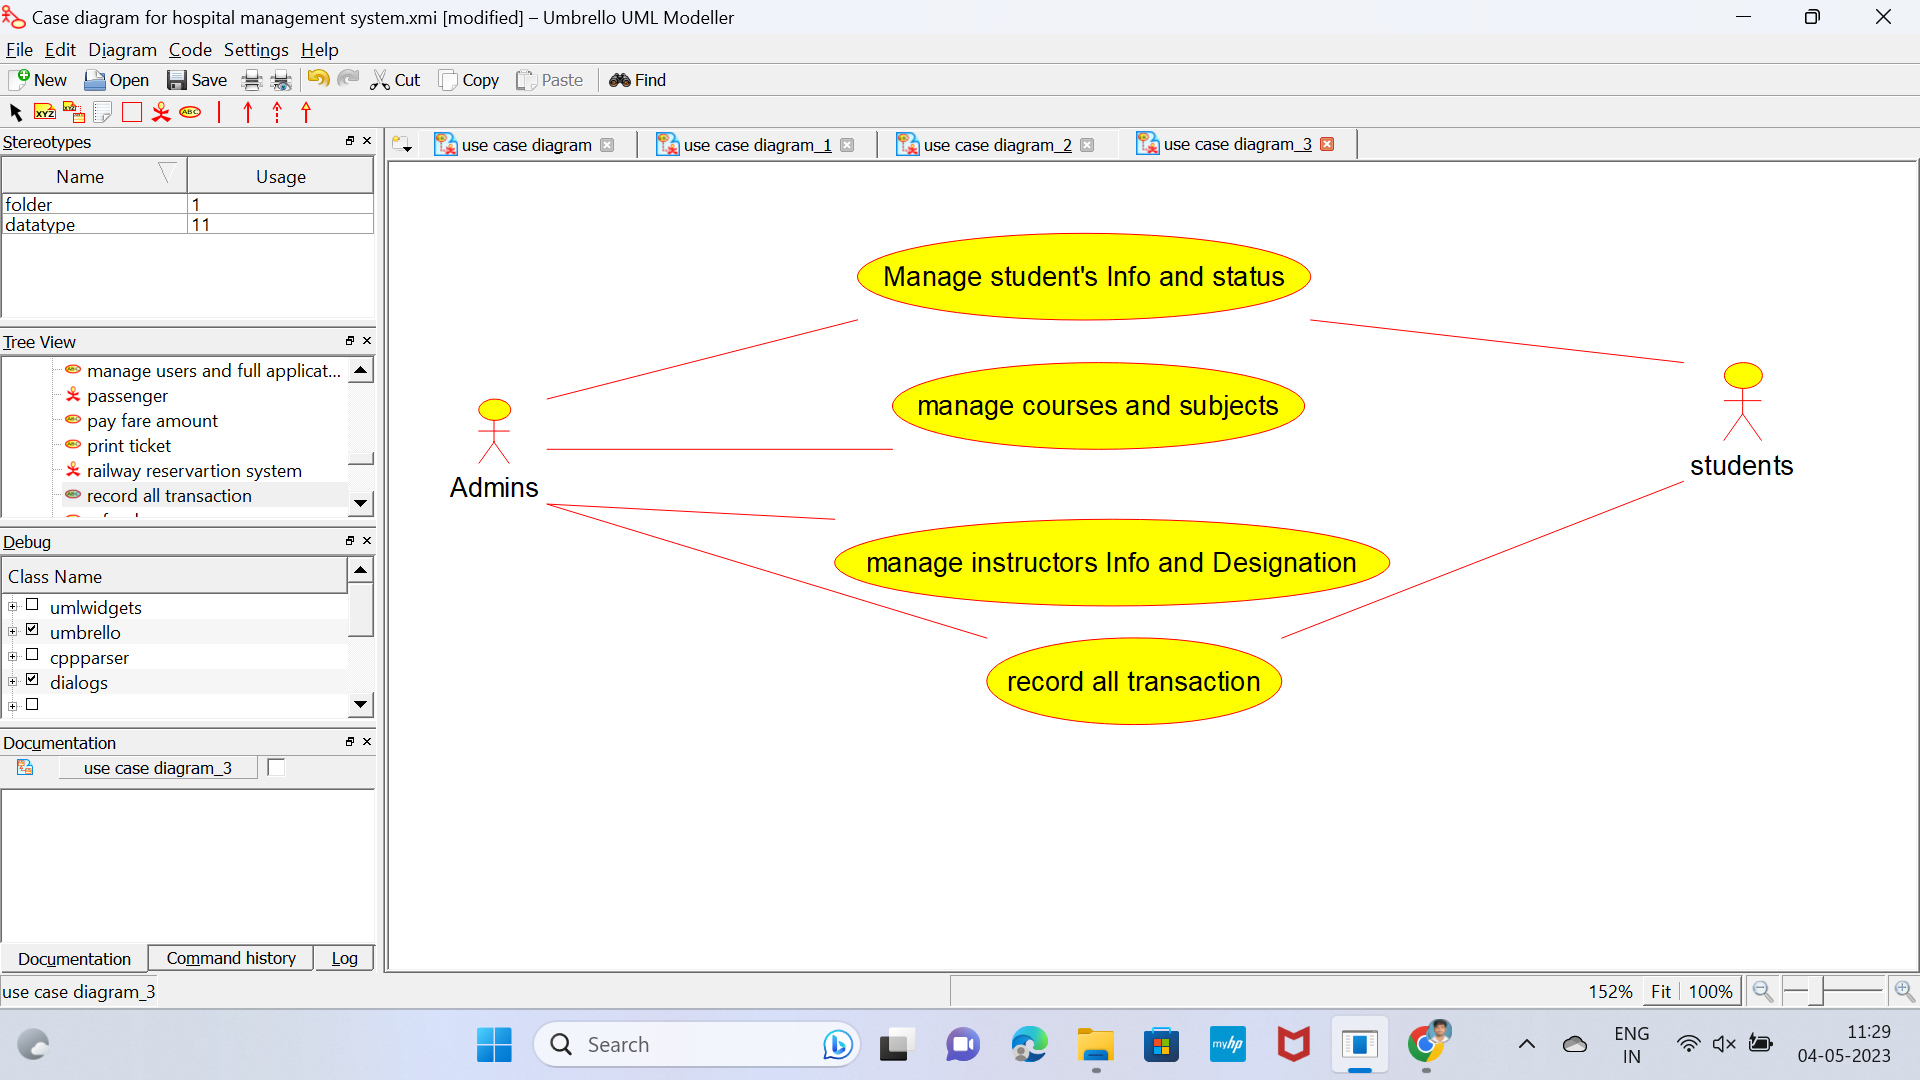 Case diagram for hospital management system.xmi [modified] – Umbrello UML Modeller
File Edit Diagram Code Settings Help
New Open Save Cut Copy Paste Find
XYZ XYZ ABC
Stereotypes
Name Usage
folder 1
datatype 11
Tree View
manage users and full applicat...
passenger
pay fare amount
print ticket
railway reservartion system
record all transaction
Debug
Class Name
umlwidgets
umbrello
cppparser
dialogs
Documentation
use case diagram_3
Documentation Command history Log
use case diagram use case diagram_1 use case diagram_2 use case diagram_3
Manage student's Info and status
manage courses and subjects
Admins
students
manage instructors Info and Designation
record all transaction
use case diagram_3
152% Fit 100%
Search
myhp
ENG
IN
11:29
04-05-2023